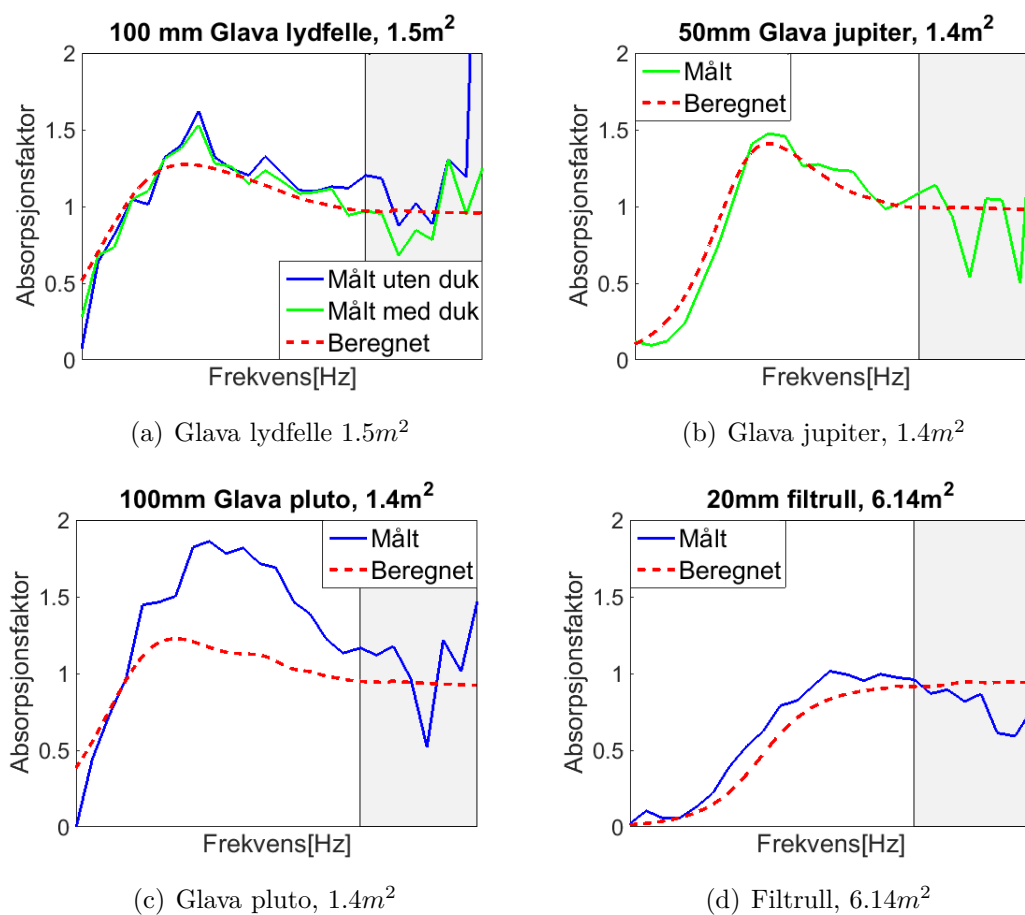 100 mm Glava lydfelle, 1.5m²
2
1.5
1
0.5
0
Absorpsjonsfaktor
Målt uten duk
Målt med duk
Beregnet
Frekvens[Hz]
(a) Glava lydfelle 1.5m²
50mm Glava jupiter, 1.4m²
2
1.5
1
0.5
0
Absorpsjonsfaktor
Målt
Beregnet
Frekvens[Hz]
(b) Glava jupiter, 1.4m²
100mm Glava pluto, 1.4m²
2
1.5
1
0.5
0
Absorpsjonsfaktor
Målt
Beregnet
Frekvens[Hz]
(c) Glava pluto, 1.4m²
20mm filtrull, 6.14m²
2
1.5
1
0.5
0
Absorpsjonsfaktor
Målt
Beregnet
Frekvens[Hz]
(d) Filtrull, 6.14m²